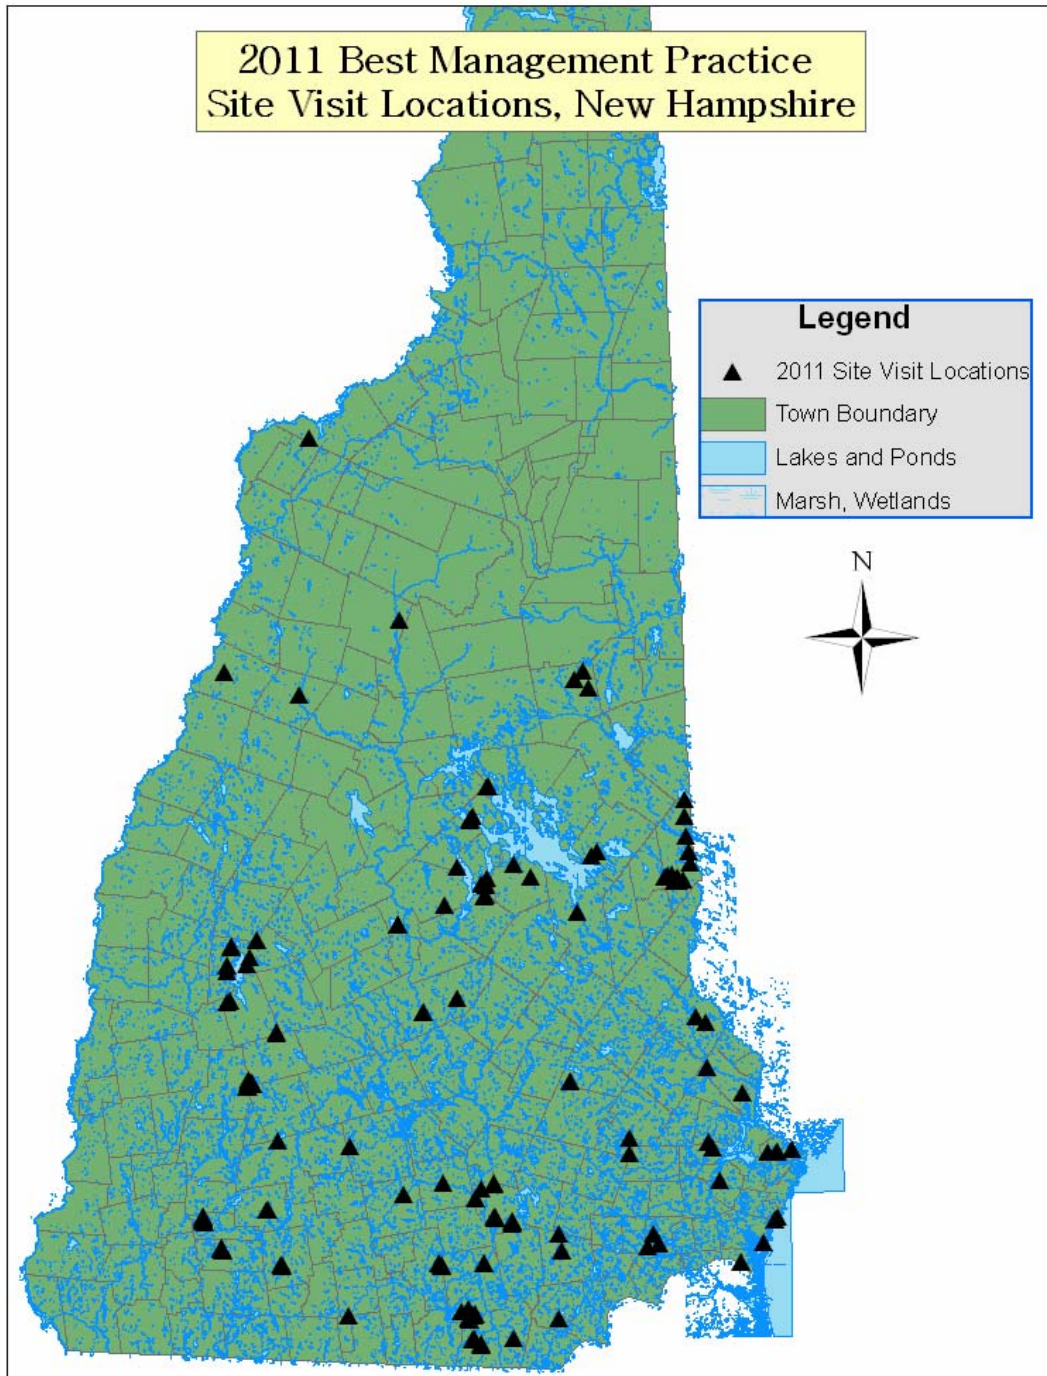 2011 Best Management Practice
Site Visit Locations, New Hampshire
Legend
2011 Site Visit Locations
Town Boundary
Lakes and Ponds
Marsh, Wetlands
N